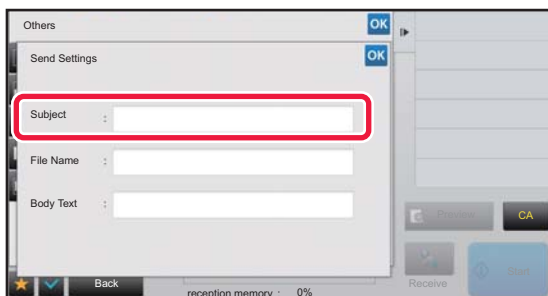 Others
OK
Send Settings
OK
Subject :
File Name :
Body Text :
Preview
CA
Back
reception memory : 0%
Receive
Start